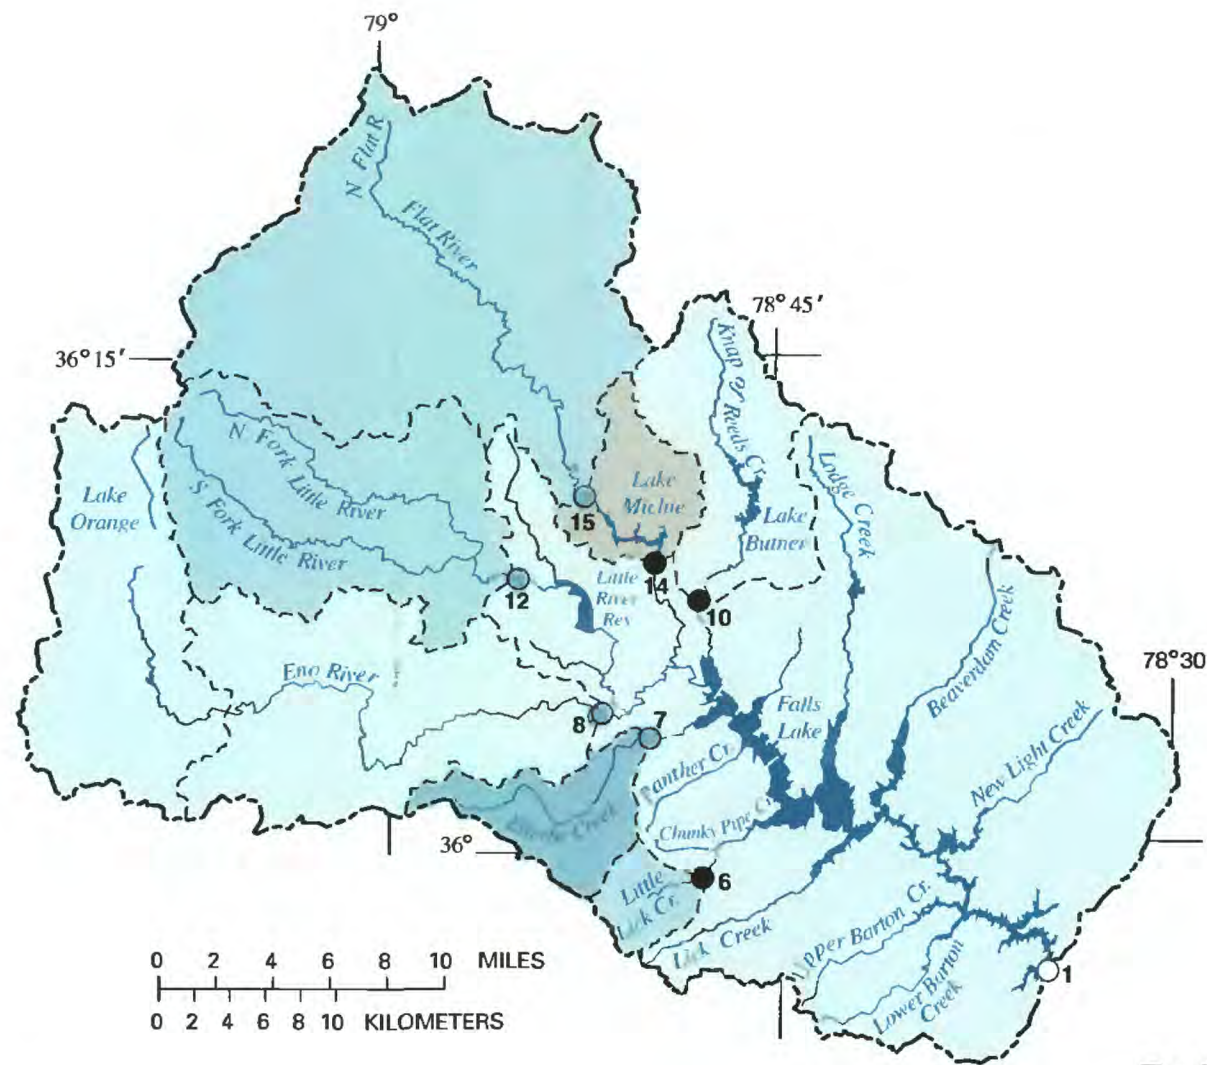 79°
N Flat R
Flat River
78° 45'
36° 15'
Knap of Reeds Cr.
Lodge Creek
N Fork Little River
S Fork Little River
Lake
Orange
Lake
Michie
15
Lake
Butner
14
10
12
Little
River
Res
Beaverdam Creek
78° 30
Eno River
8
7
Falls
Lake
Panther Cr.
New Light Creek
Chunky Pipe Cr
Creek
36°
Little
Lick Cr.
6
Lick Creek
Upper Barton Cr.
Lower Barton
Creek
1
0 2 4 6 8 10 MILES
0 2 4 6 8 10 KILOMETERS